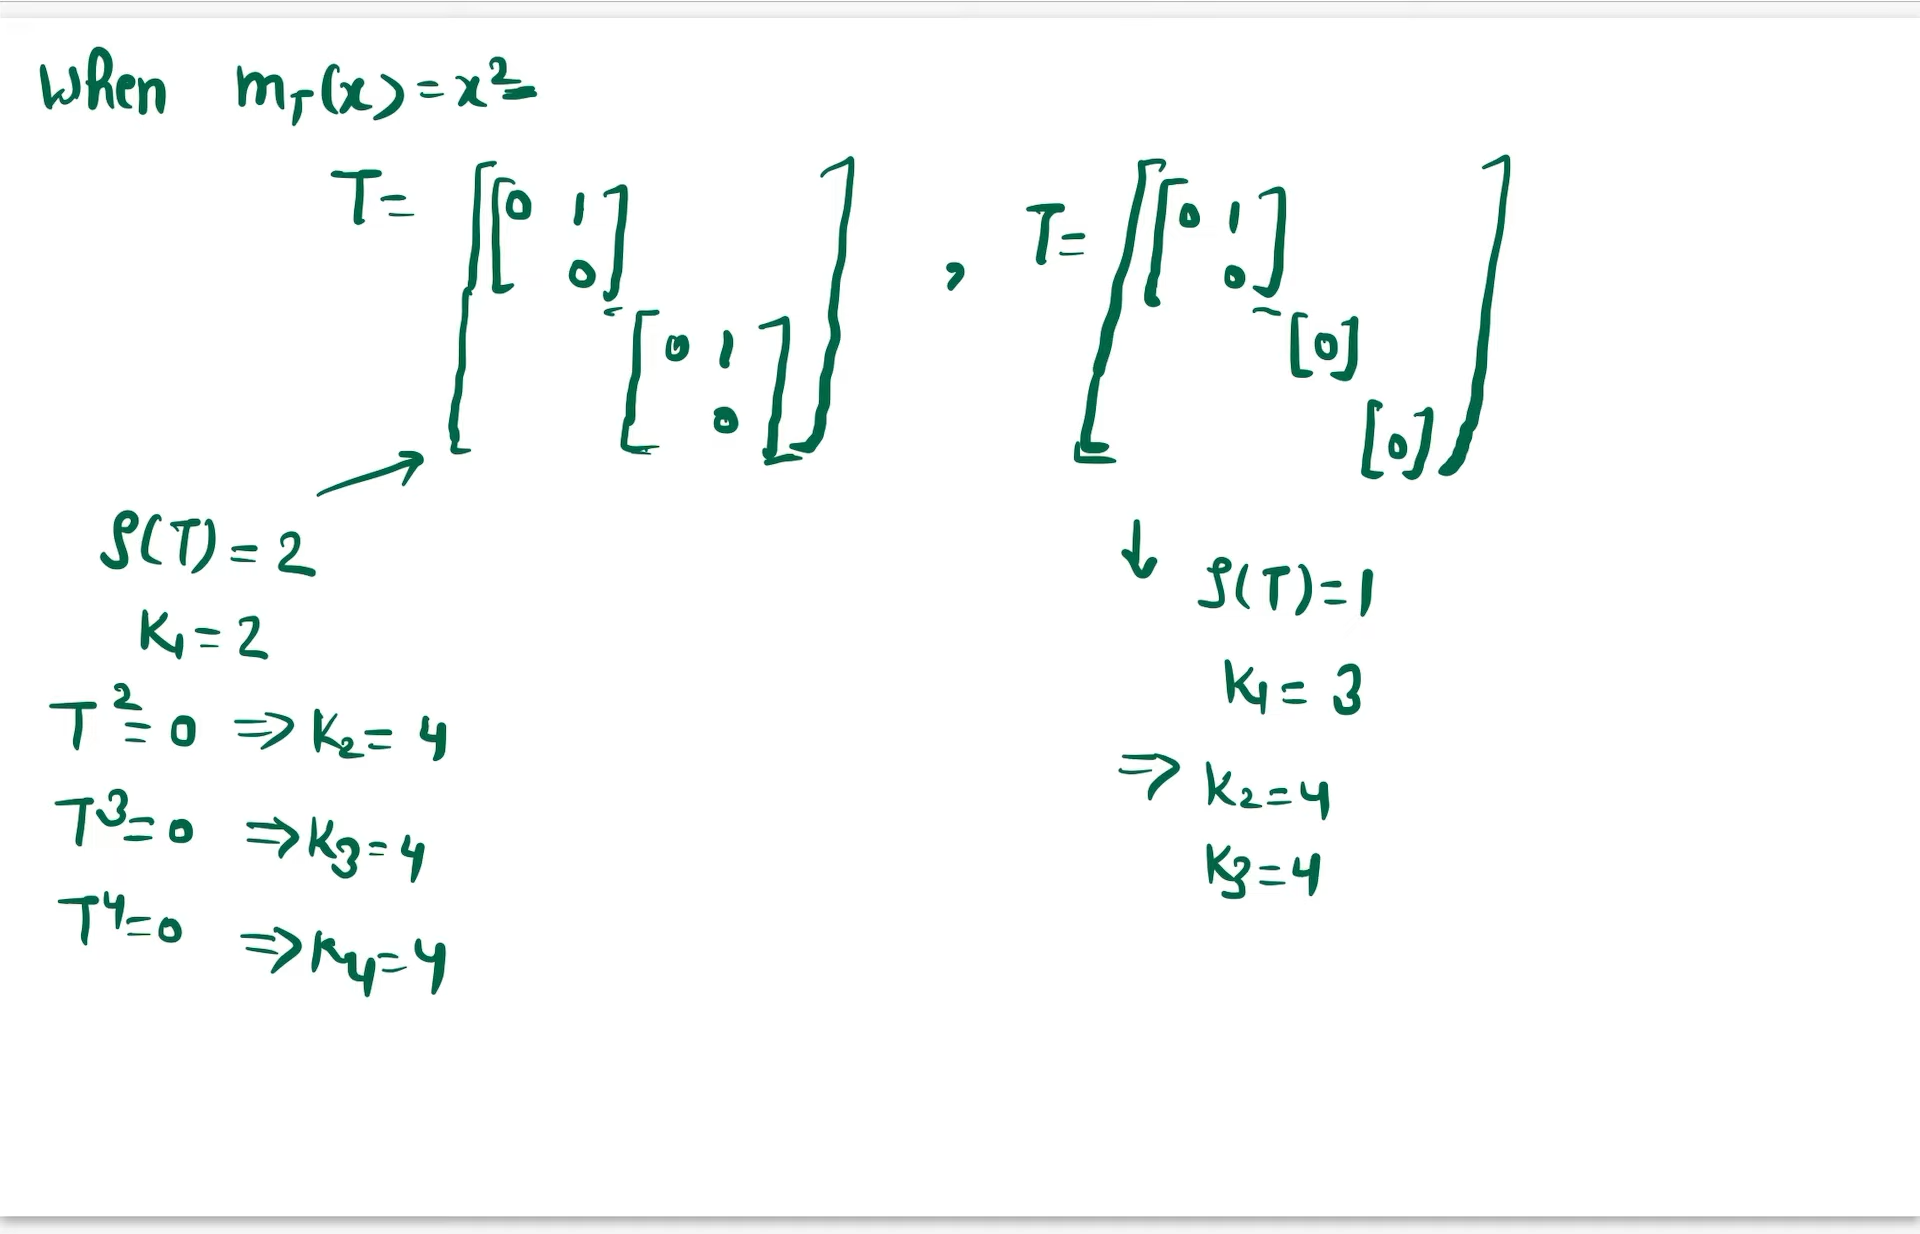 When m_T(x) = x²
T = [[0 1] , T = [[0 1]
0] 0]
[0 1 [0]
0]] [0]]
ρ(T) = 2
K₁ = 2
T² = 0 ⇒ K₂ = 4
T³ = 0 ⇒ K₃ = 4
T⁴ = 0 ⇒ K₄ = 4
↓ ρ(T) = 1
K₁ = 3
⇒ K₂ = 4
K₃ = 4